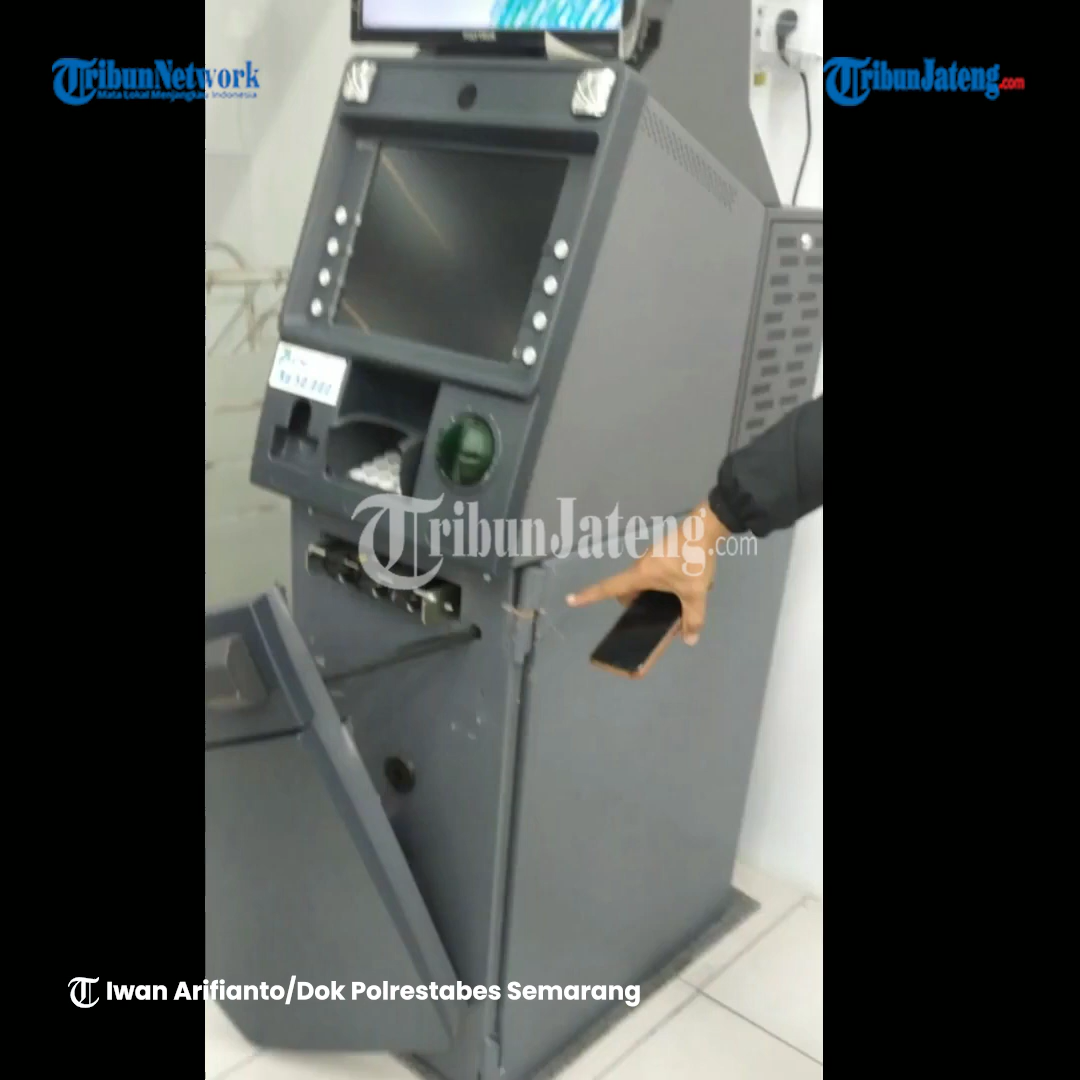 TribunNetwork
Mata Lokal Menjangkau Indonesia
TribunJateng.com
TribunJateng.com
Iwan Arifianto/Dok Polrestabes Semarang